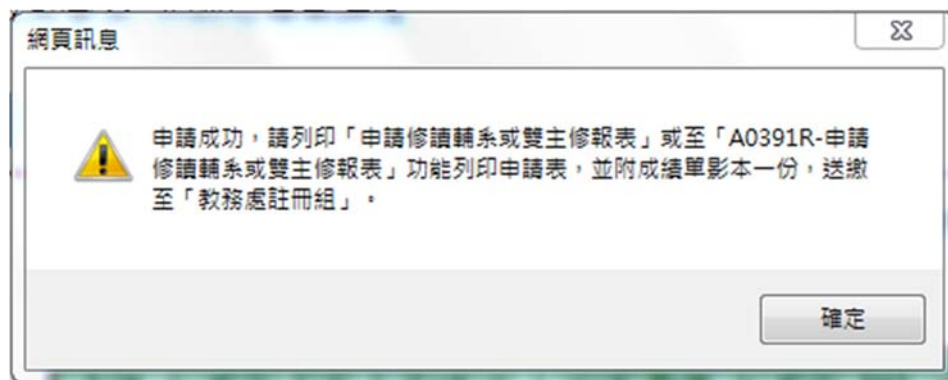 網頁訊息
申請成功，請列印「申請修讀輔系或雙主修報表」或至「A0391R-申請
修讀輔系或雙主修報表」功能列印申請表，並附成績單影本一份，送繳
至「教務處註冊組」。
確定